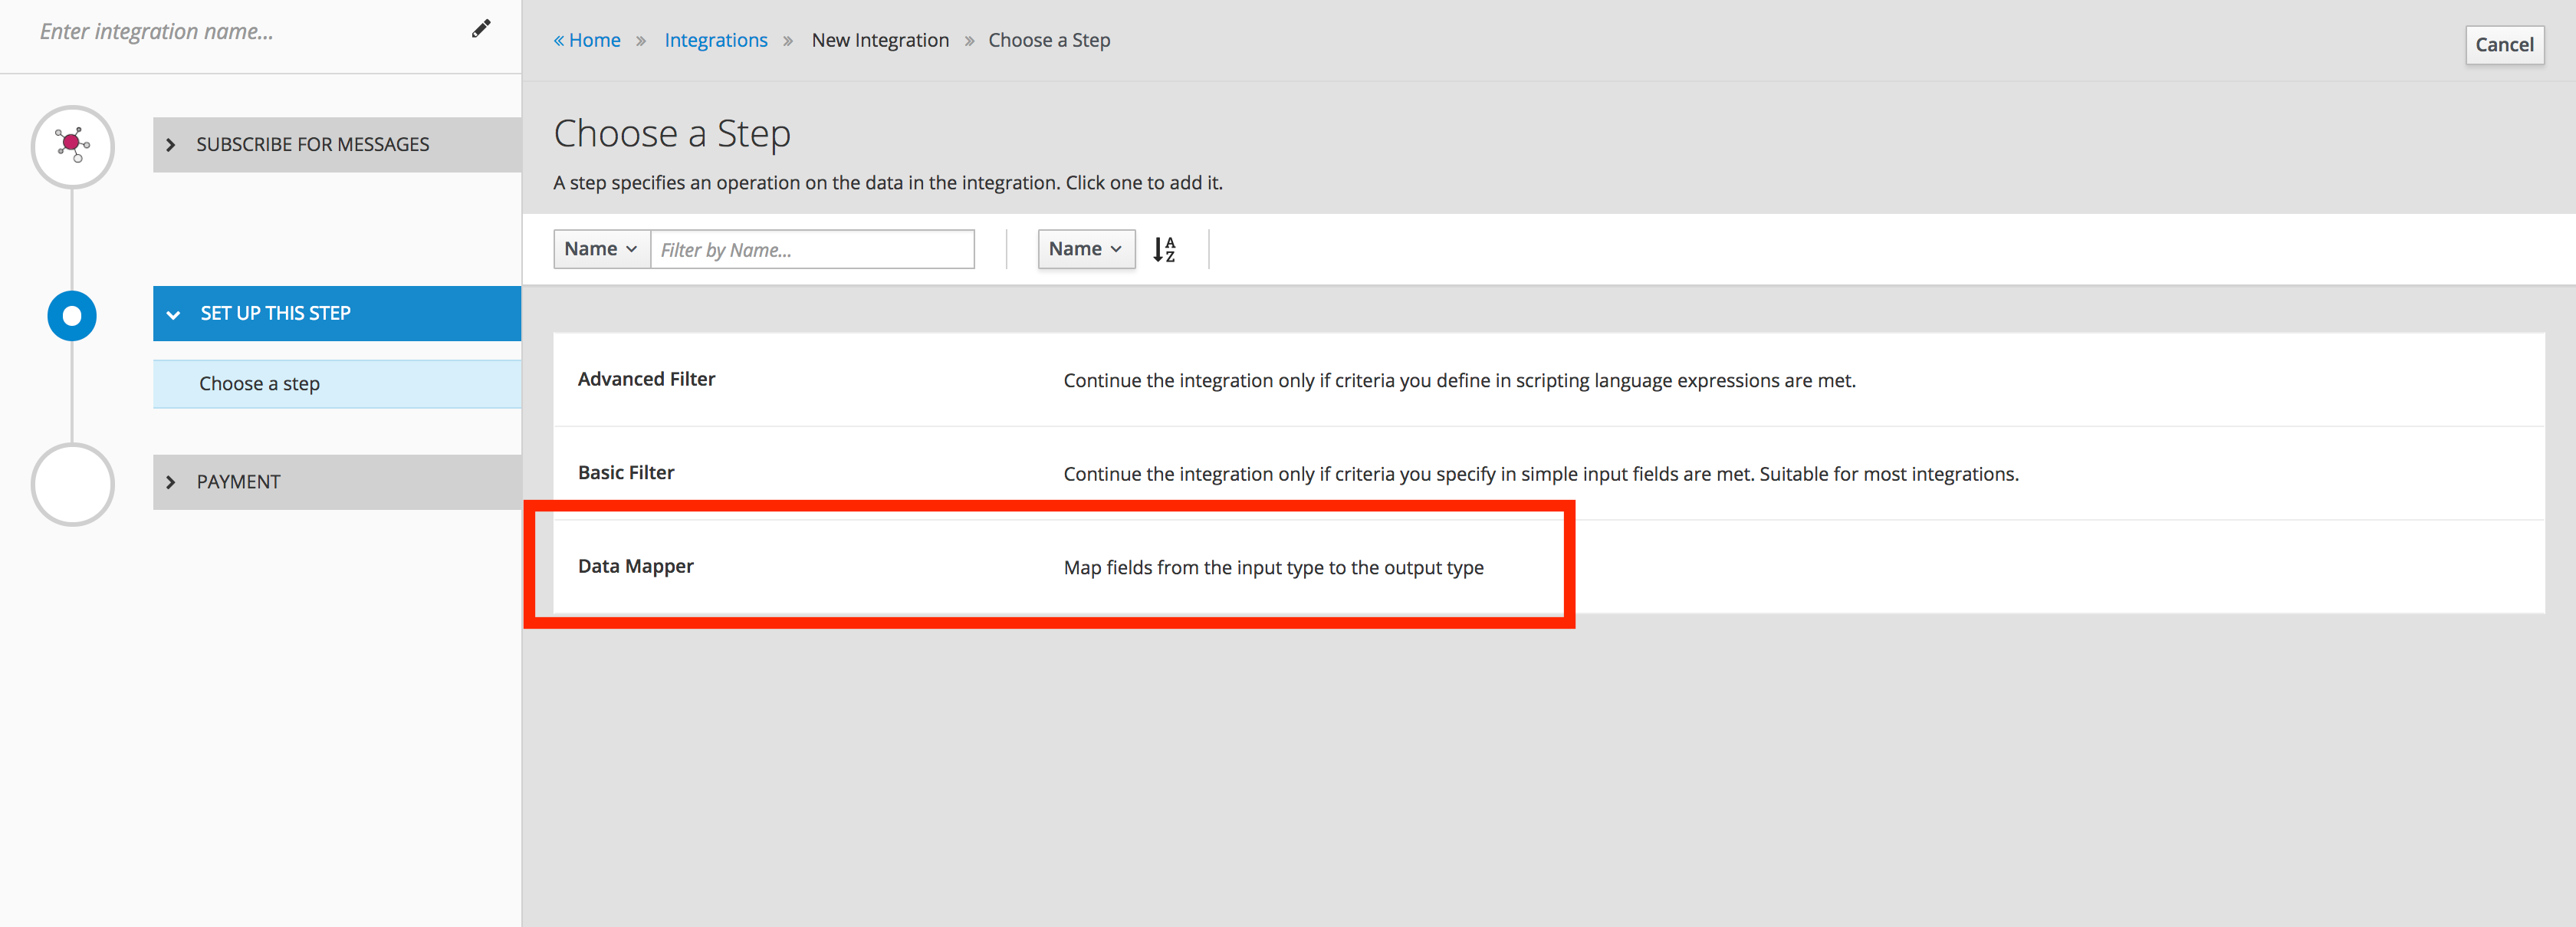 Enter integration name...
« Home » Integrations » New Integration » Choose a Step
Cancel
SUBSCRIBE FOR MESSAGES
SET UP THIS STEP
Choose a step
PAYMENT
Choose a Step
A step specifies an operation on the data in the integration. Click one to add it.
Name Filter by Name... Name A Z
Advanced Filter Continue the integration only if criteria you define in scripting language expressions are met.
Basic Filter Continue the integration only if criteria you specify in simple input fields are met. Suitable for most integrations.
Data Mapper Map fields from the input type to the output type